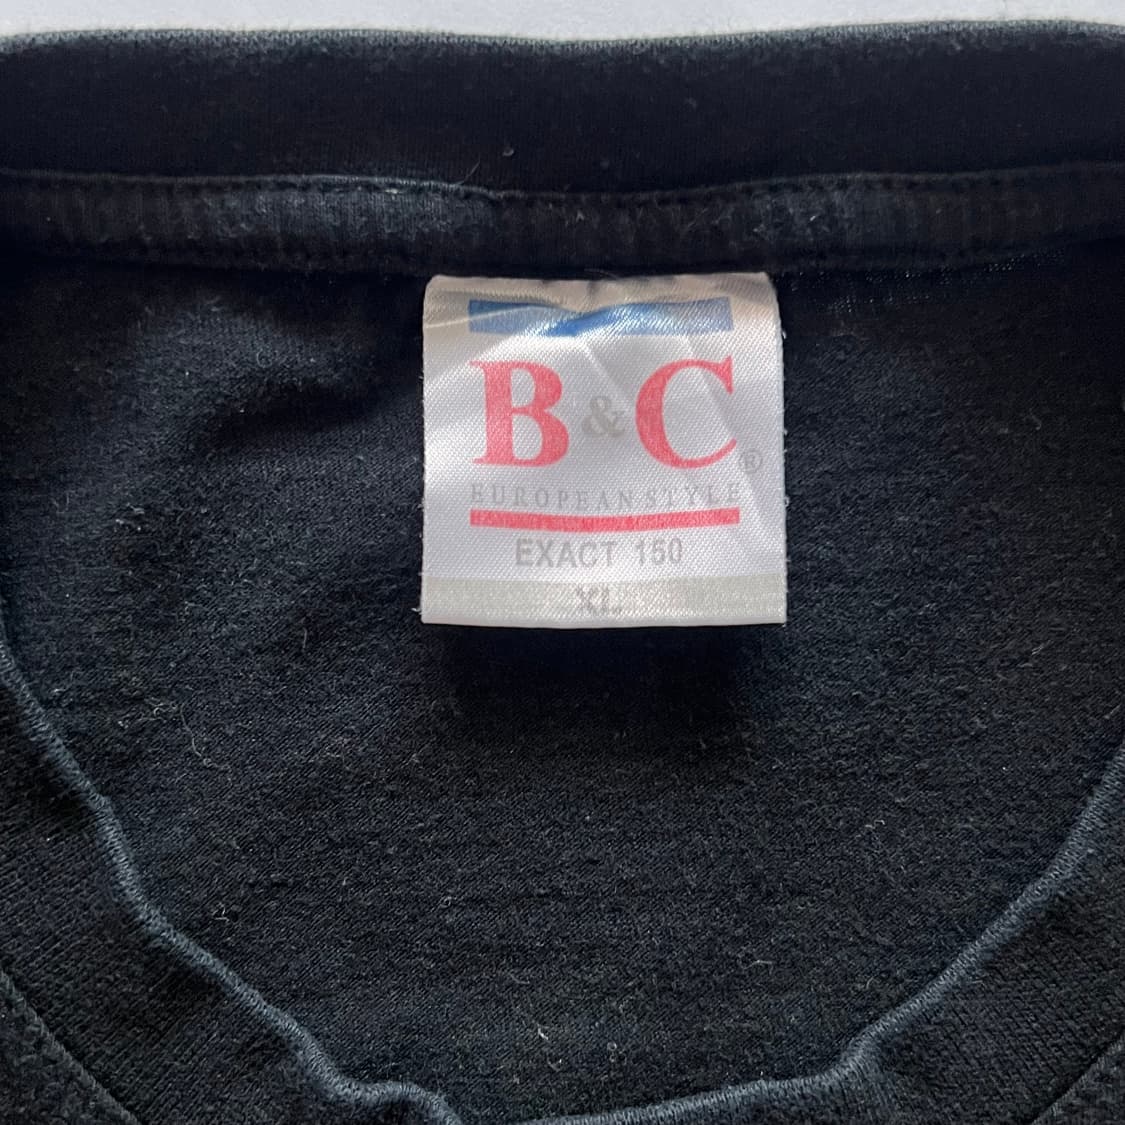 B & C ®
EUROPEAN STYLE
EXACT 150
XL